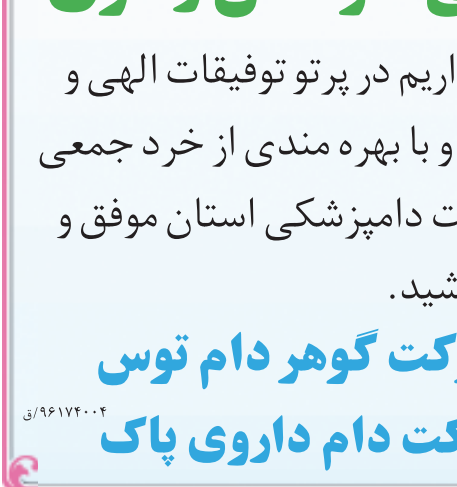 اریم در پرتو توفیقات الهی و
و با بهره مندی از خرد جمعی
ت دامپزشکی استان موفق و
شید.
رکت گوهر دام توس
کت دام داروی پاک
۹۶۱۷۴۰۰۴/ق